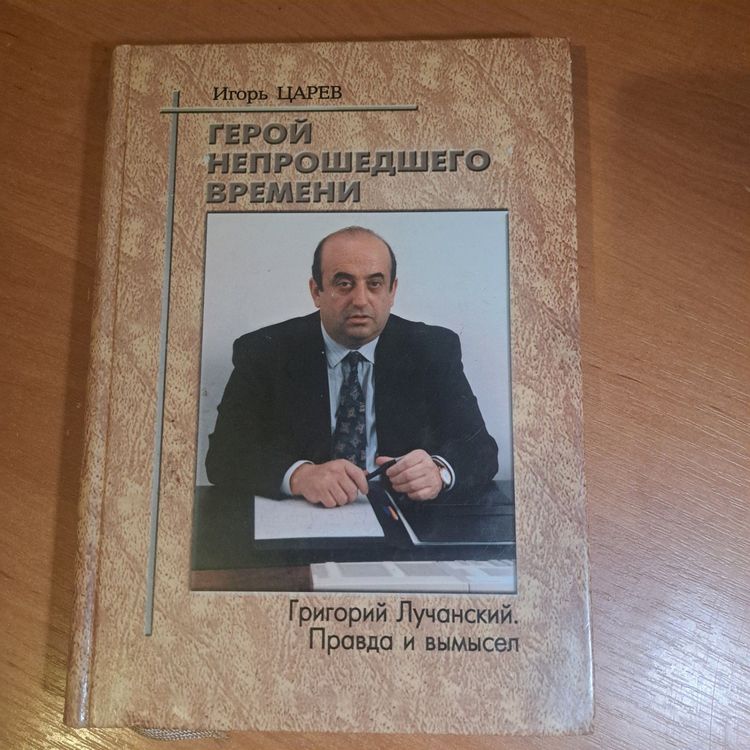 Игорь ЦАРЕВ
ГЕРОЙ
НЕПРОШЕДШЕГО
ВРЕМЕНИ
Григорий Лучанский.
Правда и вымысел